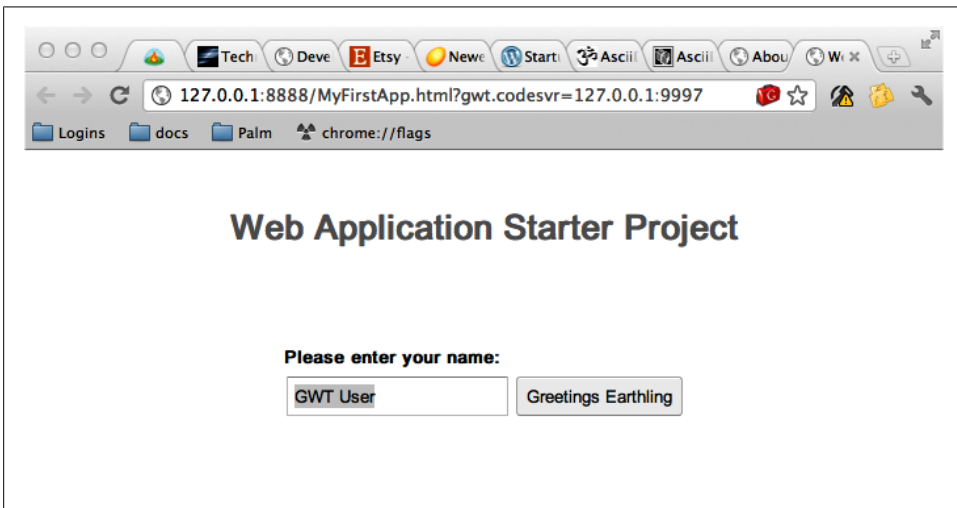 Tech Deve E Etsy Newe Start Ascii Ascii Abou We
127.0.0.1:8888/MyFirstApp.html?gwt.codesvr=127.0.0.1:9997
Logins docs Palm chrome://flags
Web Application Starter Project
Please enter your name:
GWT User Greetings Earthling